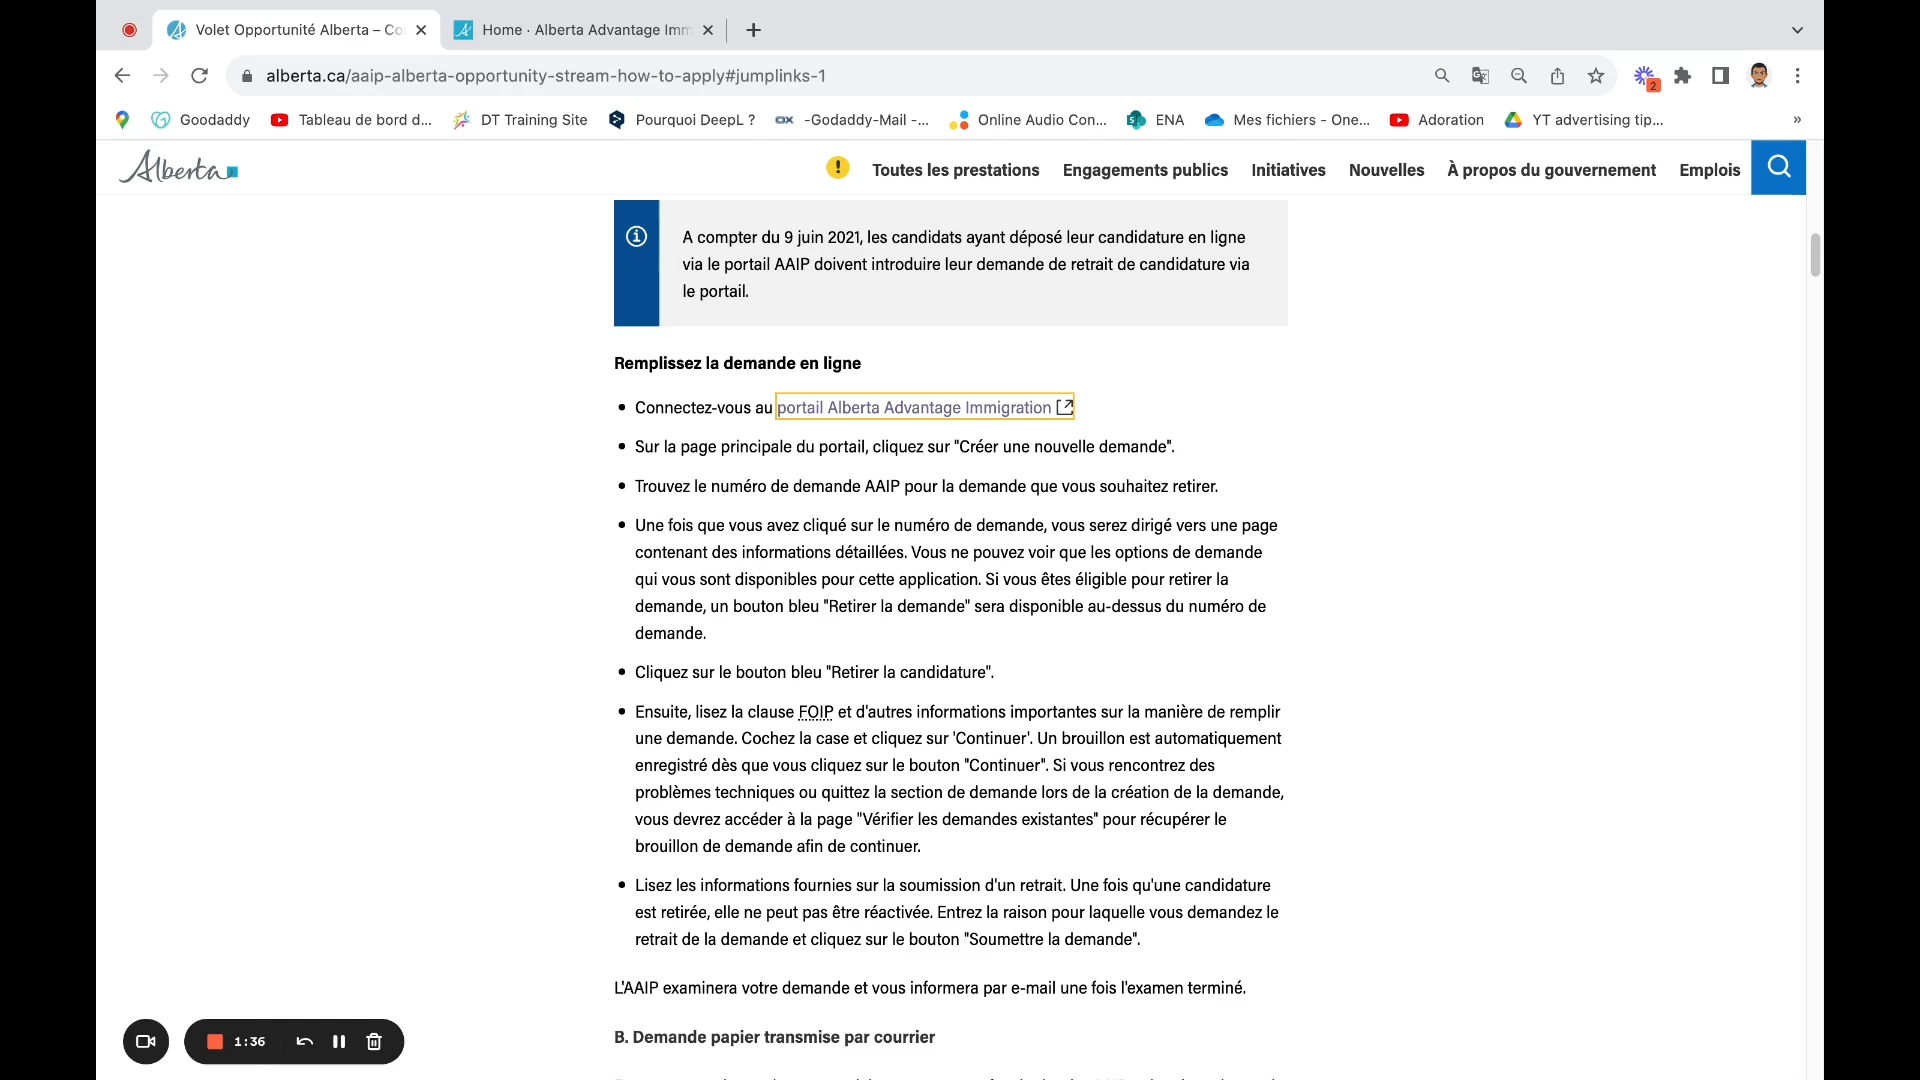 Volet Opportunité Alberta – Co
Home · Alberta Advantage Imm
alberta.ca/aaip-alberta-opportunity-stream-how-to-apply#jumplinks-1
2
Goodaddy
Tableau de bord d...
DT Training Site
Pourquoi DeepL ?
-Godaddy-Mail -...
Online Audio Con...
ENA
Mes fichiers - One...
Adoration
YT advertising tip...
»
Alberta
Toutes les prestations
Engagements publics
Initiatives
Nouvelles
À propos du gouvernement
Emplois
A compter du 9 juin 2021, les candidats ayant déposé leur candidature en ligne
via le portail AAIP doivent introduire leur demande de retrait de candidature via
le portail.
Remplissez la demande en ligne
• Connectez-vous au portail Alberta Advantage Immigration
• Sur la page principale du portail, cliquez sur "Créer une nouvelle demande".
• Trouvez le numéro de demande AAIP pour la demande que vous souhaitez retirer.
• Une fois que vous avez cliqué sur le numéro de demande, vous serez dirigé vers une page
contenant des informations détaillées. Vous ne pouvez voir que les options de demande
qui vous sont disponibles pour cette application. Si vous êtes éligible pour retirer la
demande, un bouton bleu "Retirer la demande" sera disponible au-dessus du numéro de
demande.
• Cliquez sur le bouton bleu "Retirer la candidature".
• Ensuite, lisez la clause FOIP et d'autres informations importantes sur la manière de remplir
une demande. Cochez la case et cliquez sur 'Continuer'. Un brouillon est automatiquement
enregistré dès que vous cliquez sur le bouton "Continuer". Si vous rencontrez des
problèmes techniques ou quittez la section de demande lors de la création de la demande,
vous devrez accéder à la page "Vérifier les demandes existantes" pour récupérer le
brouillon de demande afin de continuer.
• Lisez les informations fournies sur la soumission d'un retrait. Une fois qu'une candidature
est retirée, elle ne peut pas être réactivée. Entrez la raison pour laquelle vous demandez le
retrait de la demande et cliquez sur le bouton "Soumettre la demande".
L'AAIP examinera votre demande et vous informera par e-mail une fois l'examen terminé.
1:36
B. Demande papier transmise par courrier